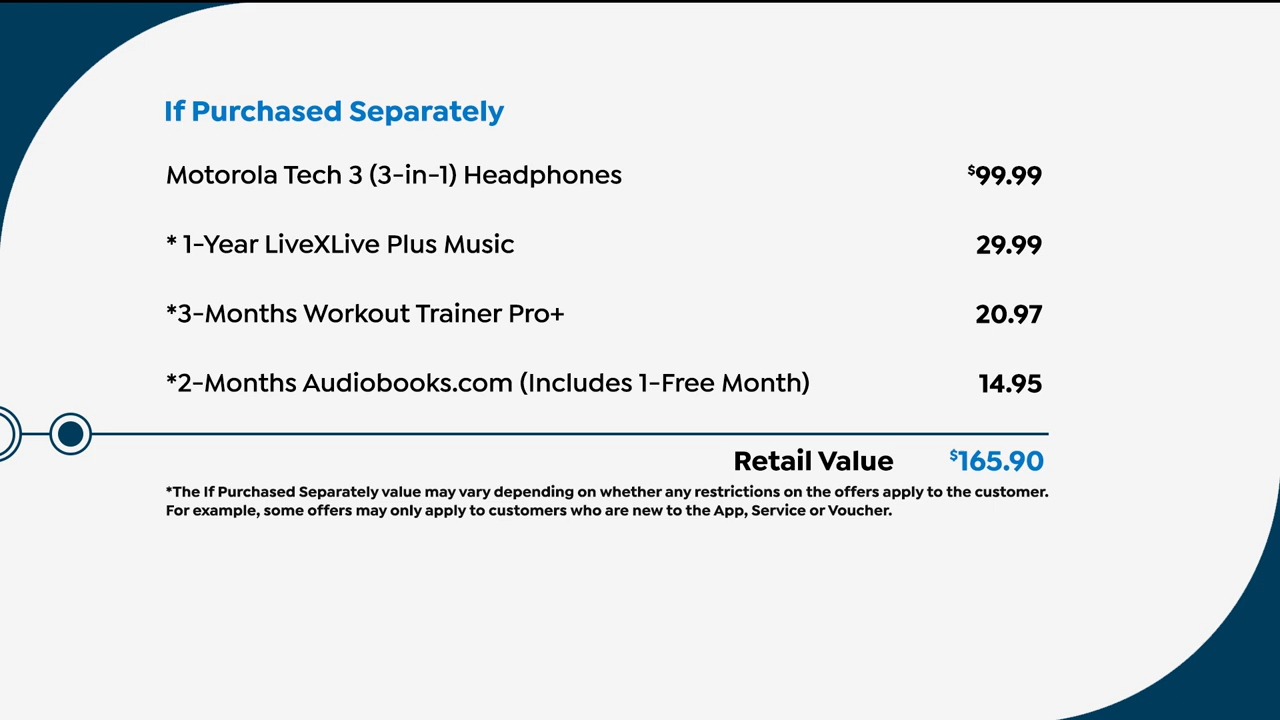 If Purchased Separately
Motorola Tech 3 (3-in-1) Headphones $99.99
* 1-Year LiveXLive Plus Music 29.99
*3-Months Workout Trainer Pro+ 20.97
*2-Months Audiobooks.com (Includes 1-Free Month) 14.95
Retail Value $165.90
*The If Purchased Separately value may vary depending on whether any restrictions on the offers apply to the customer.
For example, some offers may only apply to customers who are new to the App, Service or Voucher.